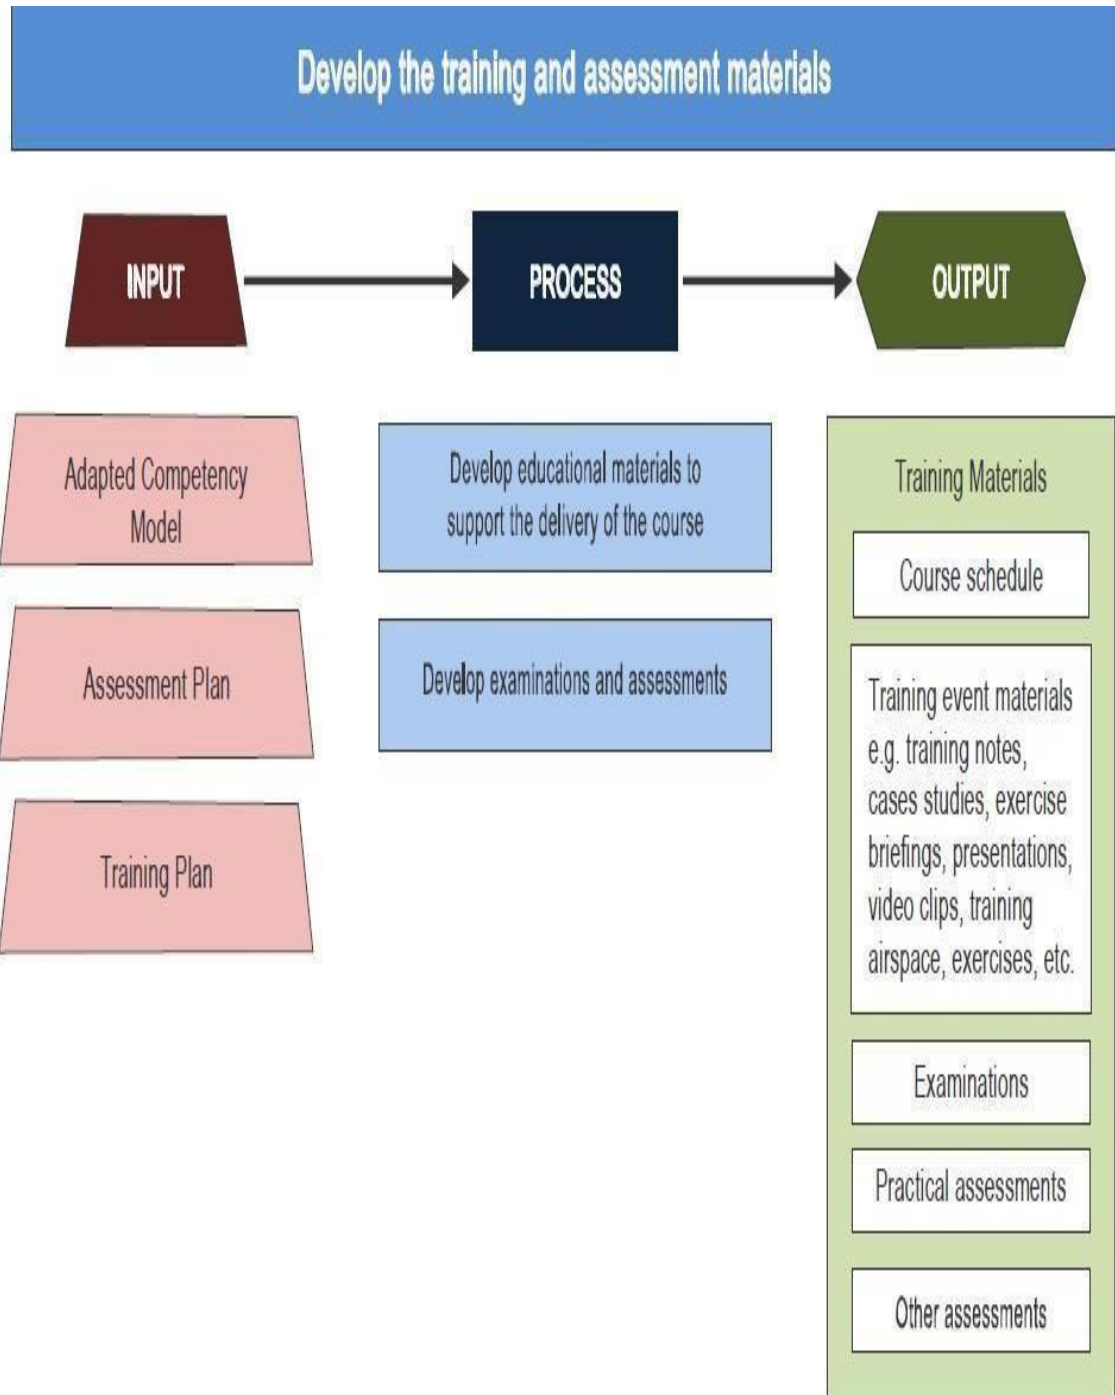 Develop the training and assessment materials
INPUT
PROCESS
OUTPUT
Adapted Competency
Model
Assessment Plan
Training Plan
Develop educational materials to
support the delivery of the course
Develop examinations and assessments
Training Materials
Course schedule
Training event materials
e.g. training notes,
cases studies, exercise
briefings, presentations,
video clips, training
airspace, exercises, etc.
Examinations
Practical assessments
Other assessments